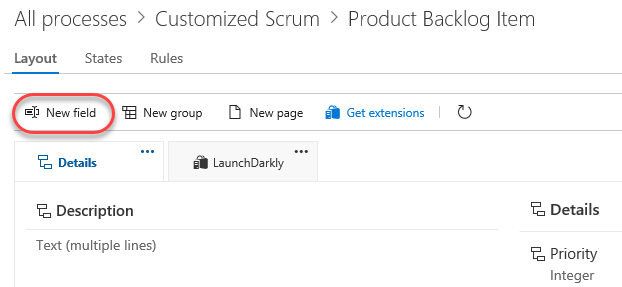 All processes > Customized Scrum > Product Backlog Item
Layout States Rules
New field New group New page Get extensions
Details ... LaunchDarkly ...
Description
Text (multiple lines)
Details
Priority
Integer